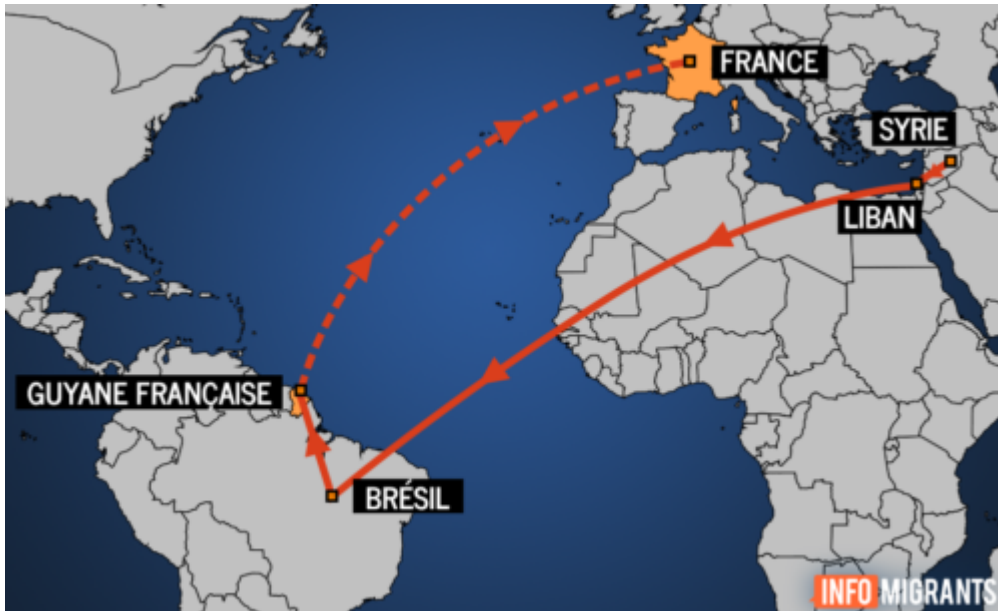 FRANCE
SYRIE
LIBAN
GUYANE FRANÇAISE
BRÉSIL
INFO MIGRANTS